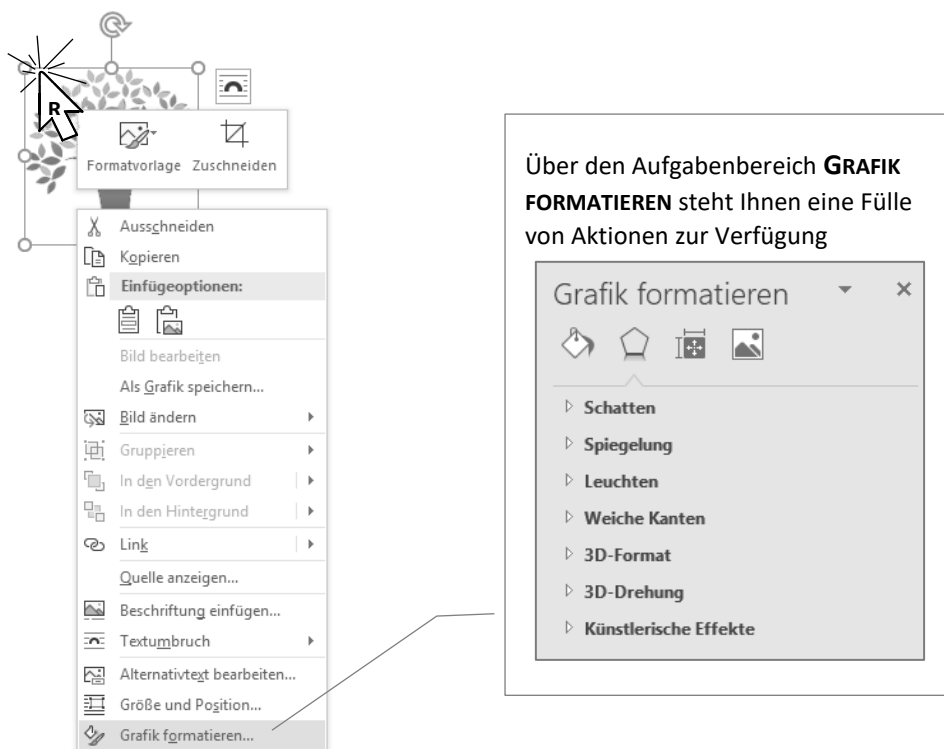 R
Formatvorlage Zuschneiden
Ausschneiden
Kopieren
Einfügeoptionen:
Bild bearbeiten
Als Grafik speichern...
Bild ändern
Gruppieren
In den Vordergrund
In den Hintergrund
Link
Quelle anzeigen...
Beschriftung einfügen...
Textumbruch
Alternativtext bearbeiten...
Größe und Position...
Grafik formatieren...
Über den Aufgabenbereich GRAFIK
FORMATIEREN steht Ihnen eine Fülle
von Aktionen zur Verfügung
Grafik formatieren
Schatten
Spiegelung
Leuchten
Weiche Kanten
3D-Format
3D-Drehung
Künstlerische Effekte